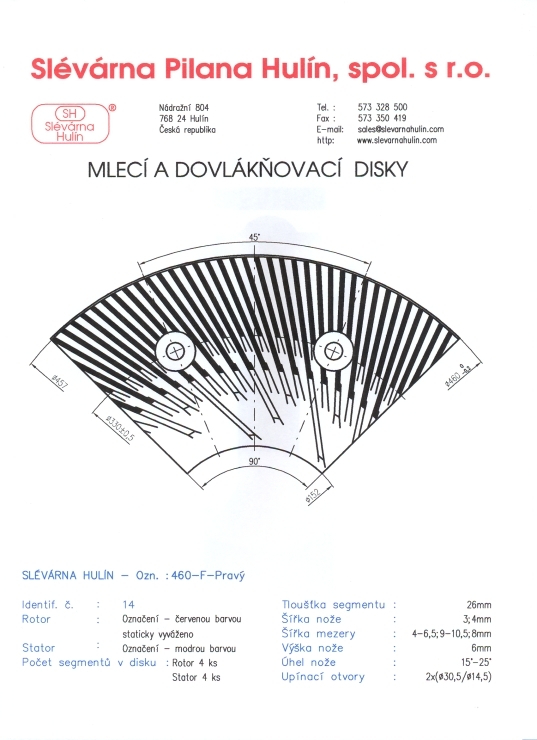 Slévárna Pilana Hulín, spol. s r.o.
SH
Slévárna
Hulín
®
Nádražní 804
768 24 Hulín
Česká republika
Tel. : 573 328 500
Fax : 573 350 419
E-mail: sales@slevarnahulin.com
http: www.slevarnahulin.com
MLECÍ A DOVLÁKŇOVACÍ DISKY
45°
ø457
ø330±0,5
ø460 0 -0,2
90°
ø152
SLÉVÁRNA HULÍN – Ozn. : 460-F-Pravý
Identif. č. : 14
Rotor : Označení – červenou barvou
staticky vyváženo
Stator : Označení – modrou barvou
Počet segmentů v disku : Rotor 4 ks
Stator 4 ks
Tloušťka segmentu : 26mm
Šířka nože : 3;4mm
Šířka mezery : 4-6,5;9-10,5;8mm
Výška nože : 6mm
Úhel nože : 15°-25°
Upínací otvory : 2x(ø30,5/ø14,5)